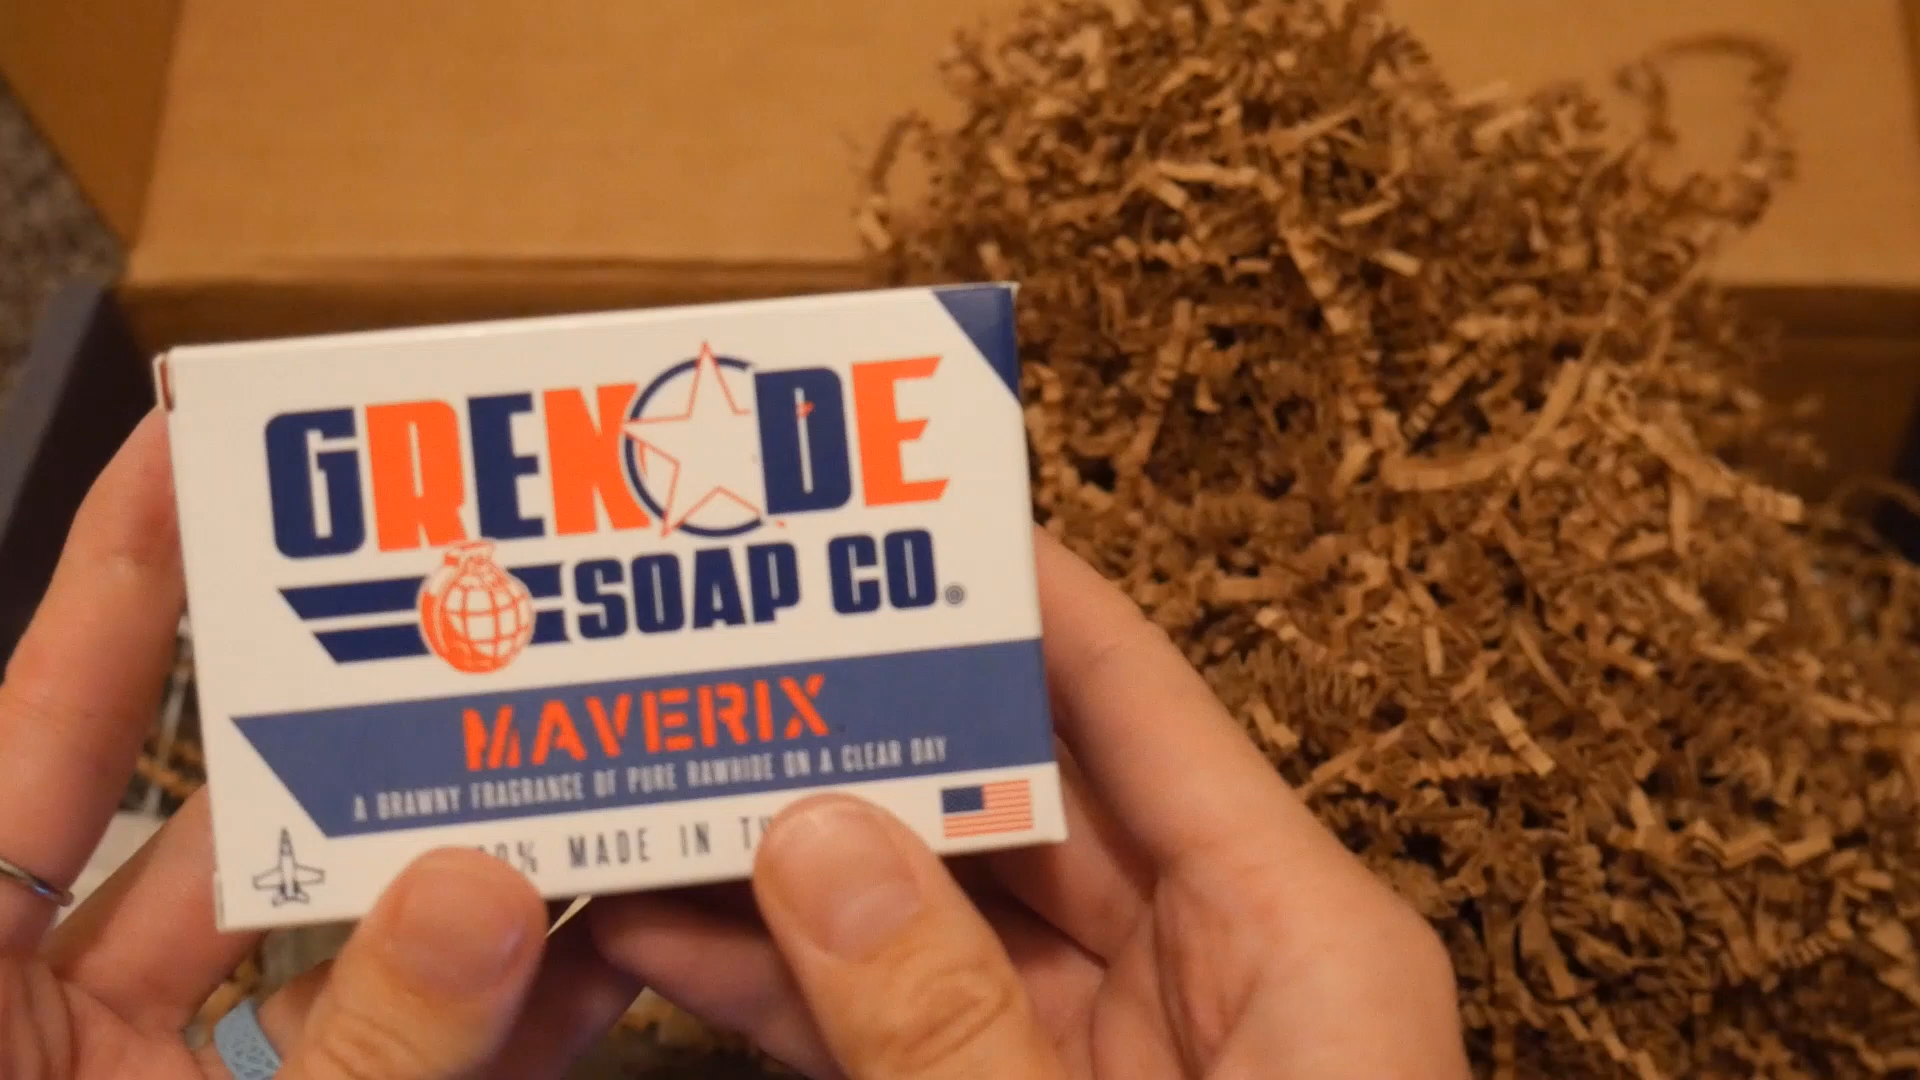 GRENADE
SOAP CO.®
MAVERIX
A BRAWNY FRAGRANCE OF PURE RAWHIDE ON A CLEAR DAY
% MADE IN